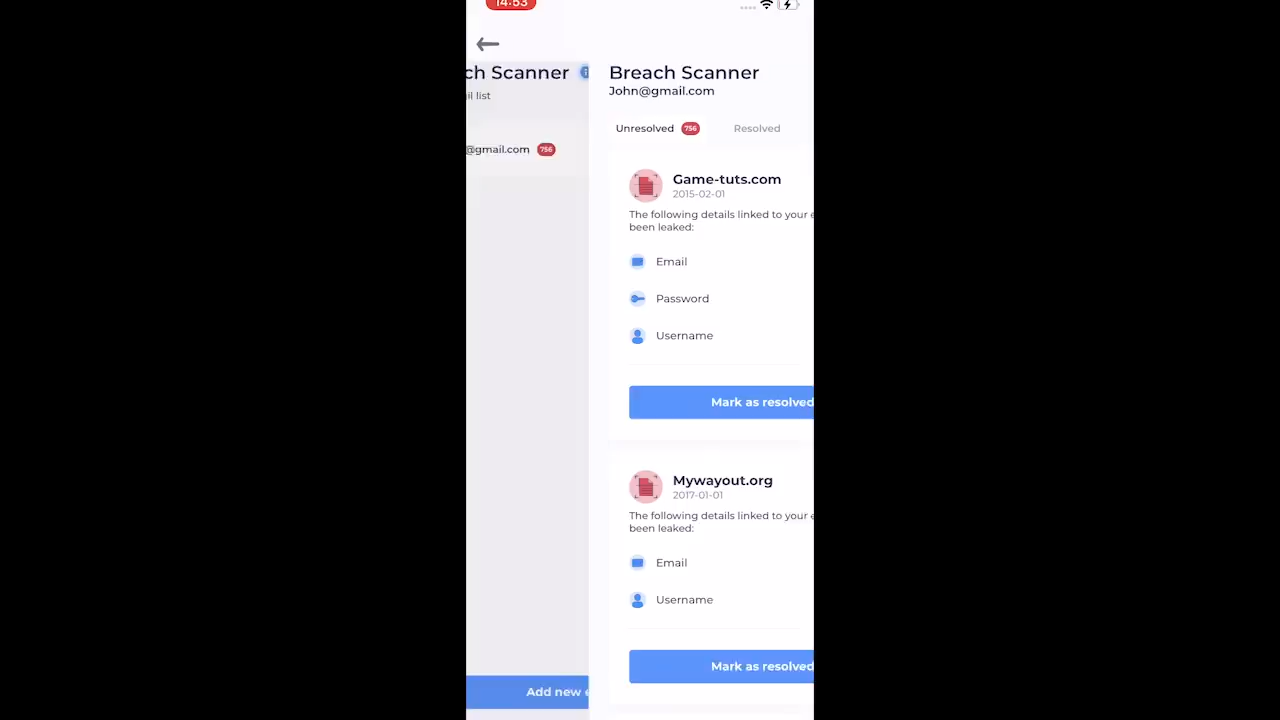 14:53
ch Scanner
il list
@gmail.com 756
Add new e
Breach Scanner
John@gmail.com
Unresolved 756 Resolved
Game-tuts.com
2015-02-01
The following details linked to your e
been leaked:
Email
Password
Username
Mark as resolved
Mywayout.org
2017-01-01
The following details linked to your e
been leaked:
Email
Username
Mark as resolved